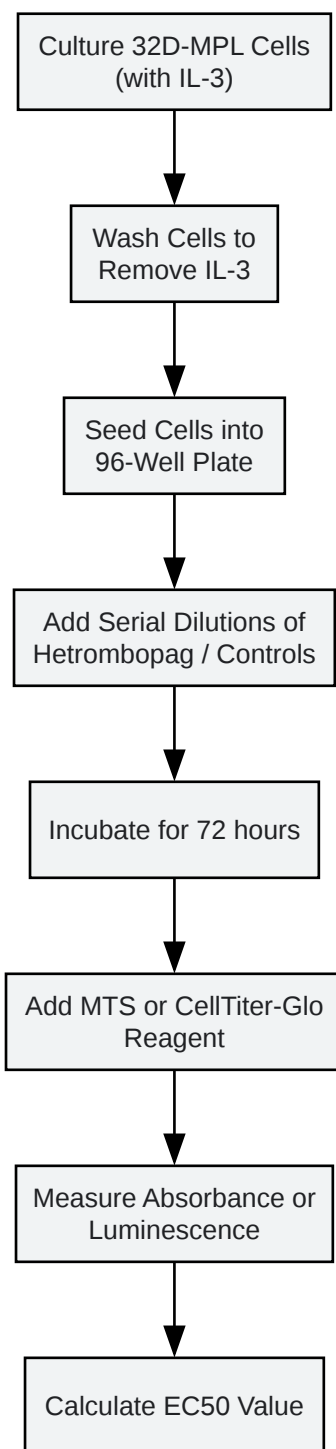 Culture 32D-MPL Cells
(with IL-3)
Wash Cells to
Remove IL-3
Seed Cells into
96-Well Plate
Add Serial Dilutions of
Hetrombopag / Controls
Incubate for 72 hours
Add MTS or CellTiter-Glo
Reagent
Measure Absorbance or
Luminescence
Calculate EC50 Value